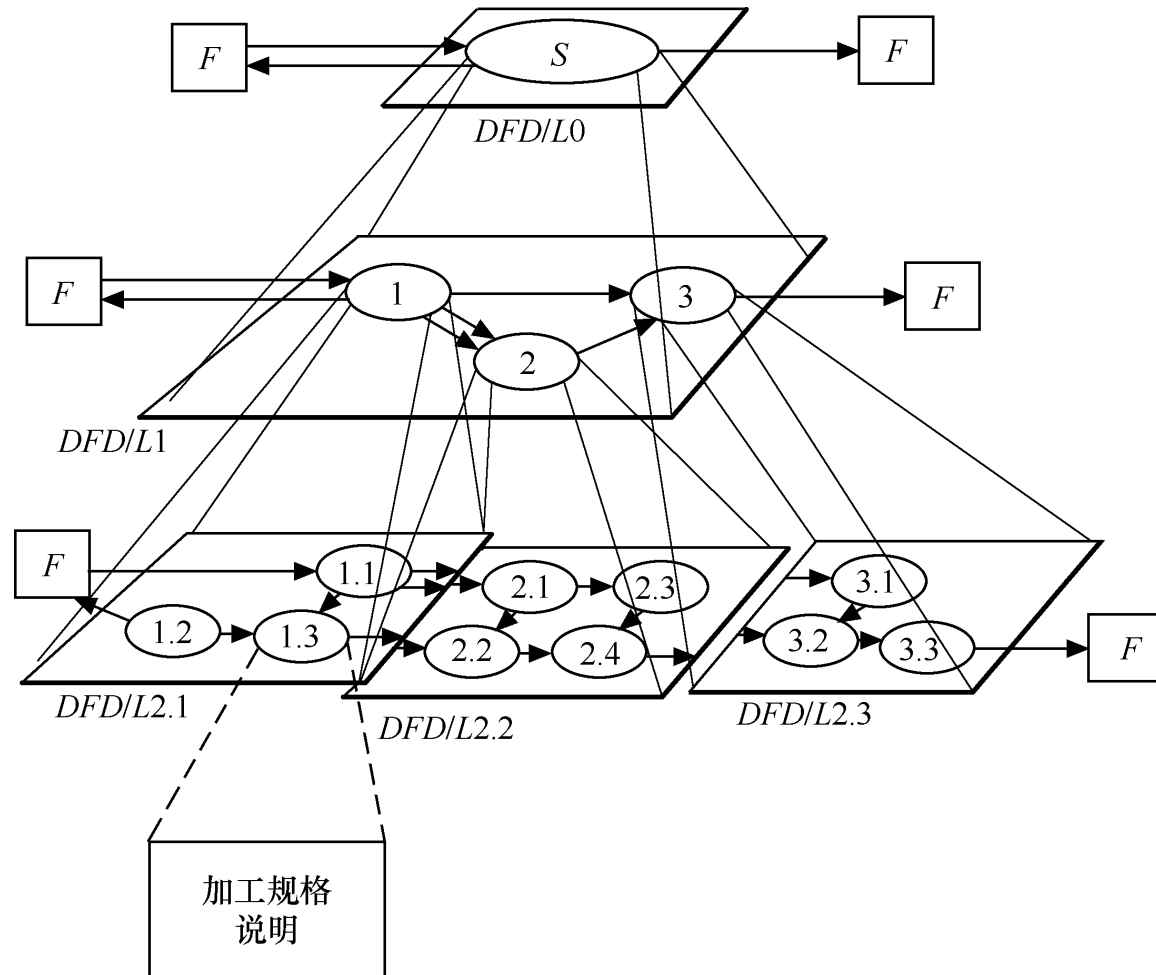 F
S
F
DFD/L0
F
1
3
F
2
DFD/L1
F
1.1
2.1
2.3
3.1
1.2
1.3
2.2
2.4
3.2
3.3
F
DFD/L2.1
DFD/L2.2
DFD/L2.3
加工规格
说明